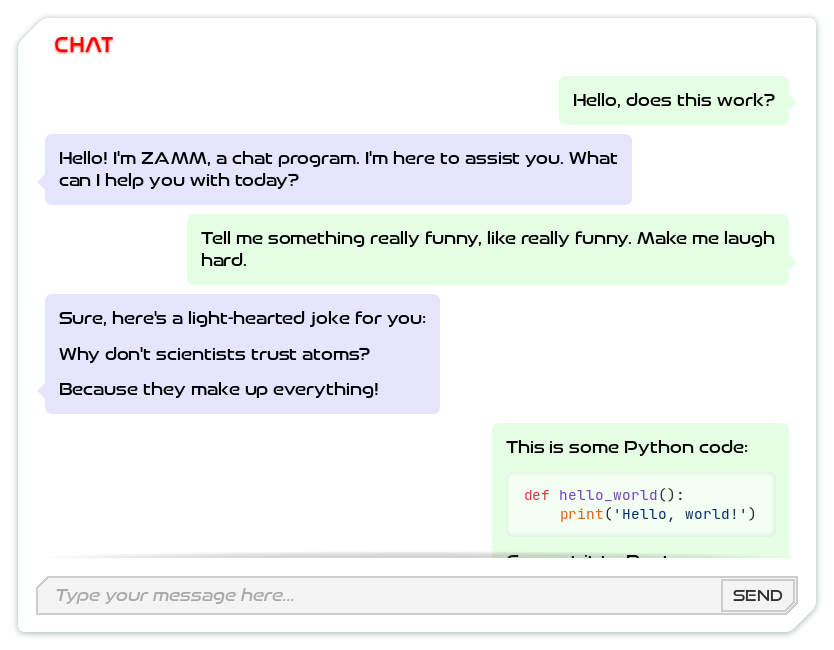 CHAT
Hello, does this work?
Hello! I'm ZAMM, a chat program. I'm here to assist you. What
can I help you with today?
Tell me something really funny, like really funny. Make me laugh
hard.
Sure, here's a light-hearted joke for you:
Why don't scientists trust atoms?
Because they make up everything!
This is some Python code:
def hello_world():
    print('Hello, world!')
Type your message here...
SEND